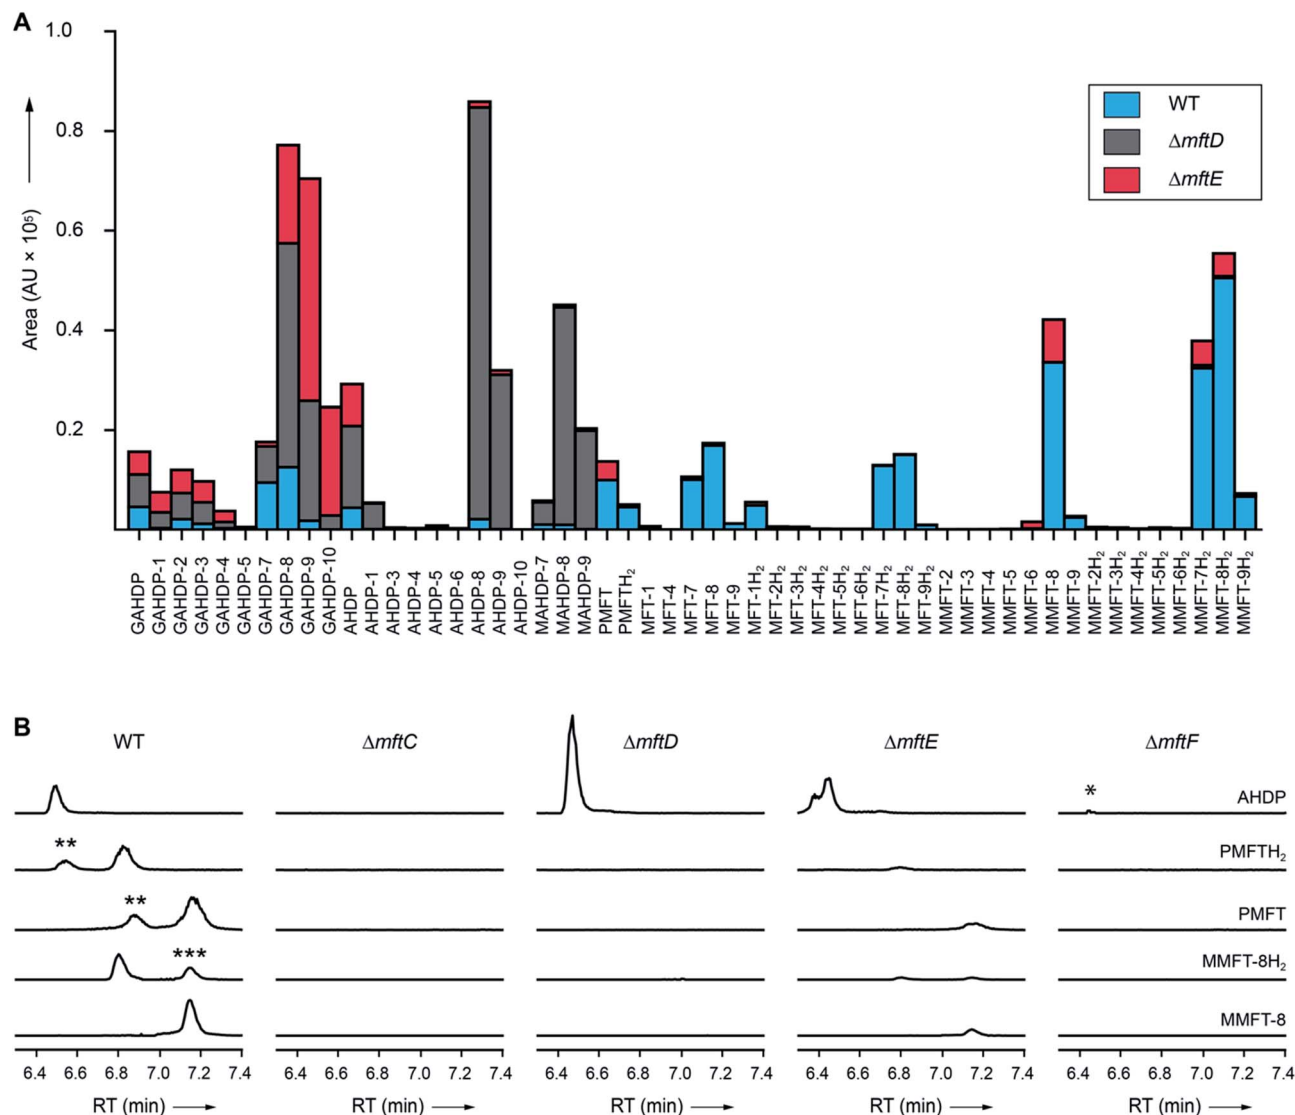 A
1.0
0.8
0.6
0.4
0.2
Area (AU × 10⁵)
WT
ΔmftD
ΔmftE
GAHDP
GAHDP-1
GAHDP-2
GAHDP-3
GAHDP-4
GAHDP-5
GAHDP-7
GAHDP-8
GAHDP-9
GAHDP-10
AHDP
AHDP-1
AHDP-3
AHDP-4
AHDP-5
AHDP-6
AHDP-8
AHDP-9
AHDP-10
MAHDP-7
MAHDP-8
MAHDP-9
PMFT
PMFTH₂
MFT-1
MFT-4
MFT-7
MFT-8
MFT-9
MFT-1H₂
MFT-2H₂
MFT-3H₂
MFT-4H₂
MFT-5H₂
MFT-6H₂
MFT-7H₂
MFT-8H₂
MFT-9H₂
MMFT-2
MMFT-3
MMFT-4
MMFT-5
MMFT-6
MMFT-8
MMFT-9
MMFT-2H₂
MMFT-3H₂
MMFT-4H₂
MMFT-5H₂
MMFT-6H₂
MMFT-7H₂
MMFT-8H₂
MMFT-9H₂
B
WT ΔmftC ΔmftD ΔmftE ΔmftF
* AHDP
** PMFTH₂
** PMFT
*** MMFT-8H₂
MMFT-8
6.4 6.6 7.0 7.2 7.4 6.4 6.6 7.0 7.2 7.4 6.4 6.6 7.0 7.2 7.4 6.4 6.6 7.0 7.2 7.4 6.4 6.6 7.0 7.2 7.4
RT (min) RT (min) RT (min) RT (min) RT (min)